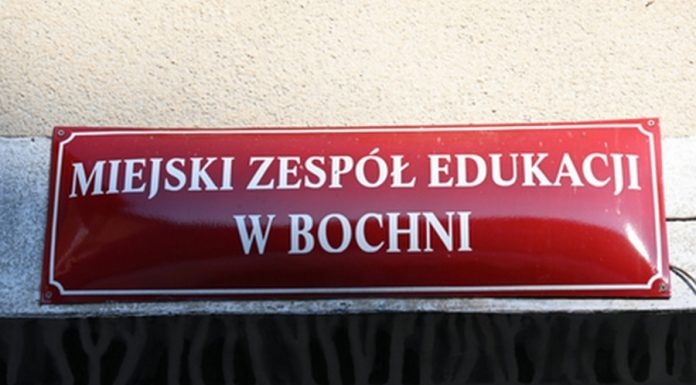 MIEJSKI ZESPÓŁ EDUKACJI
W BOCHNI